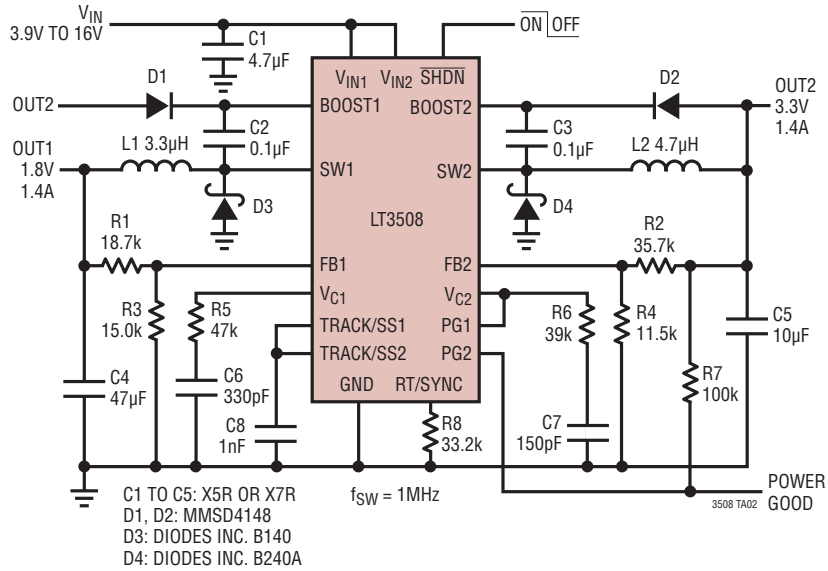 VIN
3.9V TO 16V
ON OFF
C1
4.7µF
VIN1 VIN2 SHDN
D1
D2
OUT2
BOOST1
BOOST2
OUT2
3.3V
1.4A
C2
0.1µF
C3
0.1µF
OUT1
1.8V
1.4A
L1 3.3µH
L2 4.7µH
SW1
SW2
D3
D4
LT3508
R1
18.7k
R2
35.7k
FB1
FB2
VC1
VC2
R3
15.0k
R5
47k
R6
39k
R4
11.5k
C5
10µF
TRACK/SS1
PG1
TRACK/SS2
PG2
C4
47µF
C6
330pF
GND
RT/SYNC
R7
100k
C8
1nF
R8
33.2k
C7
150pF
C1 TO C5: X5R OR X7R
D1, D2: MMSD4148
D3: DIODES INC. B140
D4: DIODES INC. B240A
fSW = 1MHz
3508 TA02
POWER
GOOD